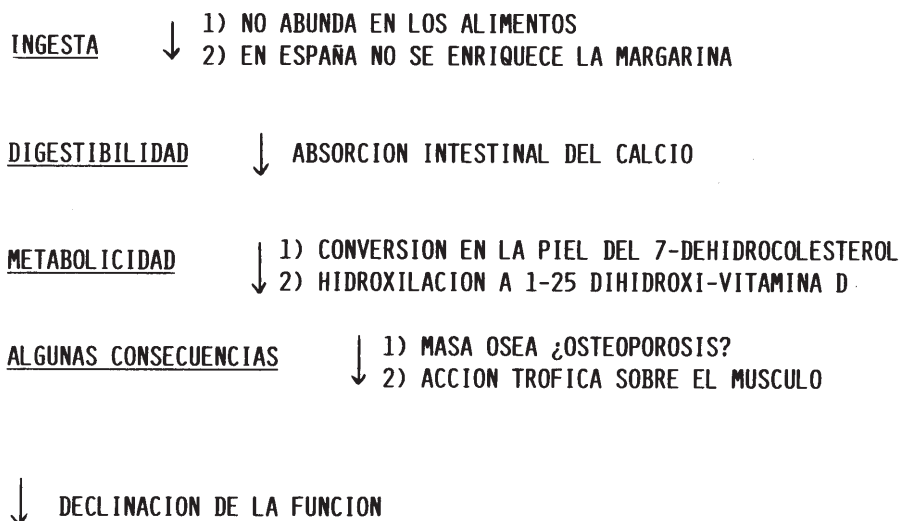 INGESTA ↓ 1) NO ABUNDA EN LOS ALIMENTOS
2) EN ESPAÑA NO SE ENRIQUECE LA MARGARINA
DIGESTIBILIDAD ↓ ABSORCION INTESTINAL DEL CALCIO
METABOLICIDAD ↓ 1) CONVERSION EN LA PIEL DEL 7-DEHIDROCOLESTEROL
2) HIDROXILACION A 1-25 DIHIDROXI-VITAMINA D
ALGUNAS CONSECUENCIAS ↓ 1) MASA OSEA ¿OSTEOPOROSIS?
2) ACCION TROFICA SOBRE EL MUSCULO
↓ DECLINACION DE LA FUNCION